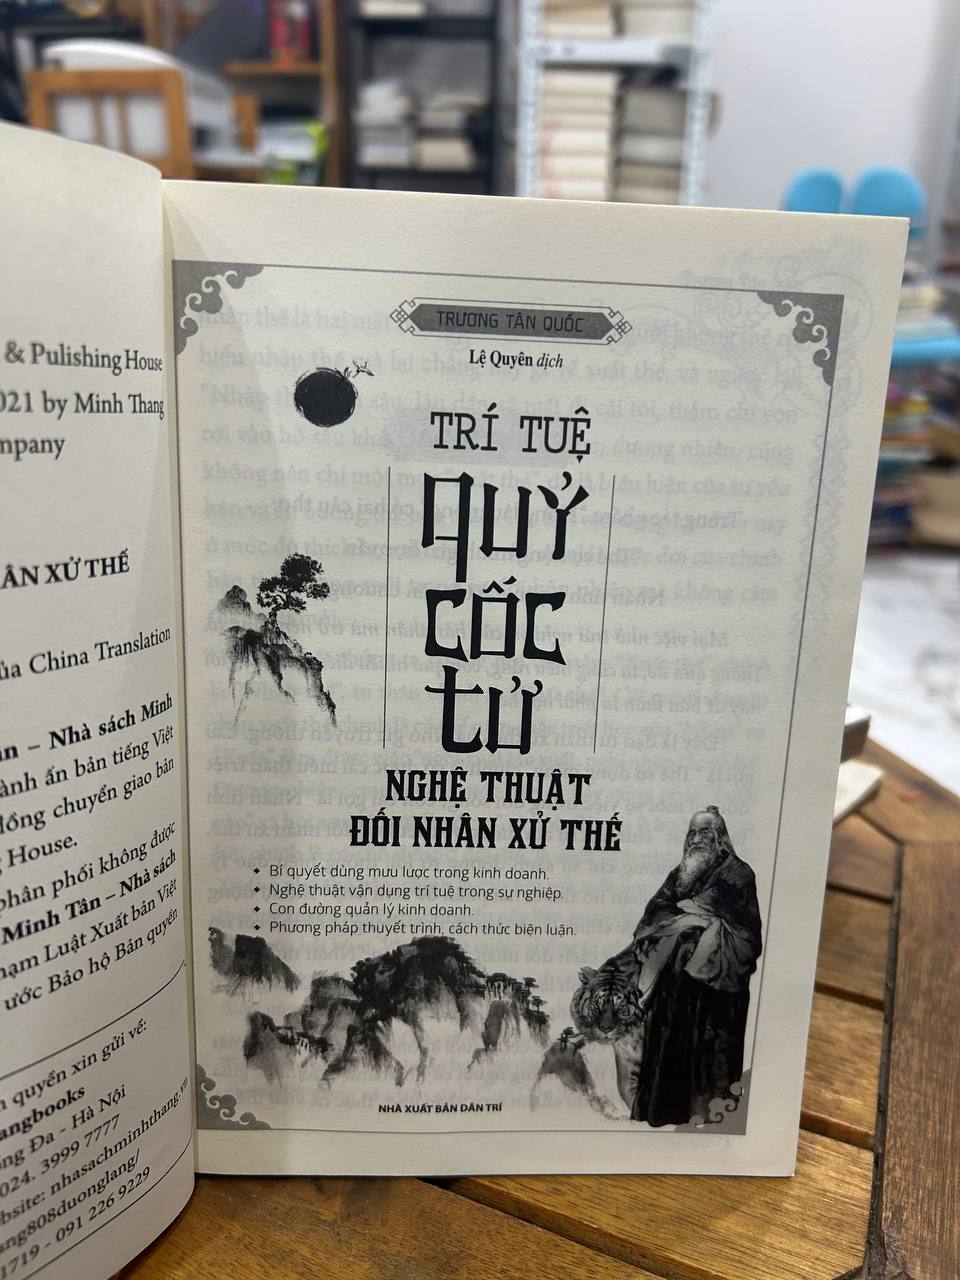 & Pulishing House
021 by Minh Thang
mpany
ÂN XỬ THẾ
ủa China Translation
ân – Nhà sách Minh
ành ấn bản tiếng Việt
đồng chuyển giao bản
g House.
phân phối không được
Minh Tân – Nhà sách
hạm Luật Xuất bản Việt
ước Bảo hộ Bản quyền
n quyền xin gửi về:
angbooks
ng Đa - Hà Nội
024. 3999 7777
bsite: nhasachminhthang.vn
ang808duonglang/
1719 - 091 226 9229
TRƯƠNG TÂN QUỐC
Lệ Quyên dịch
TRÍ TUỆ
QUỶ
CỐC
TỬ
NGHỆ THUẬT
ĐỐI NHÂN XỬ THẾ
Bí quyết dùng mưu lược trong kinh doanh.
Nghệ thuật vận dụng trí tuệ trong sự nghiệp.
Con đường quản lý kinh doanh.
Phương pháp thuyết trình, cách thức biện luận.
NHÀ XUẤT BẢN DÂN TRÍ